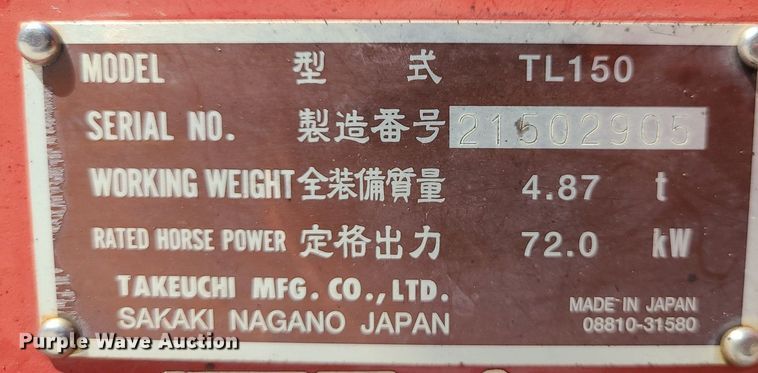 MODEL 型 式 TL150
SERIAL NO. 製造番号 21502905
WORKING WEIGHT 全装備質量 4.87 t
RATED HORSE POWER 定格出力 72.0 kW
TAKEUCHI MFG. CO., LTD.
SAKAKI NAGANO JAPAN
MADE IN JAPAN
08810-31580
Purple Wave Auction